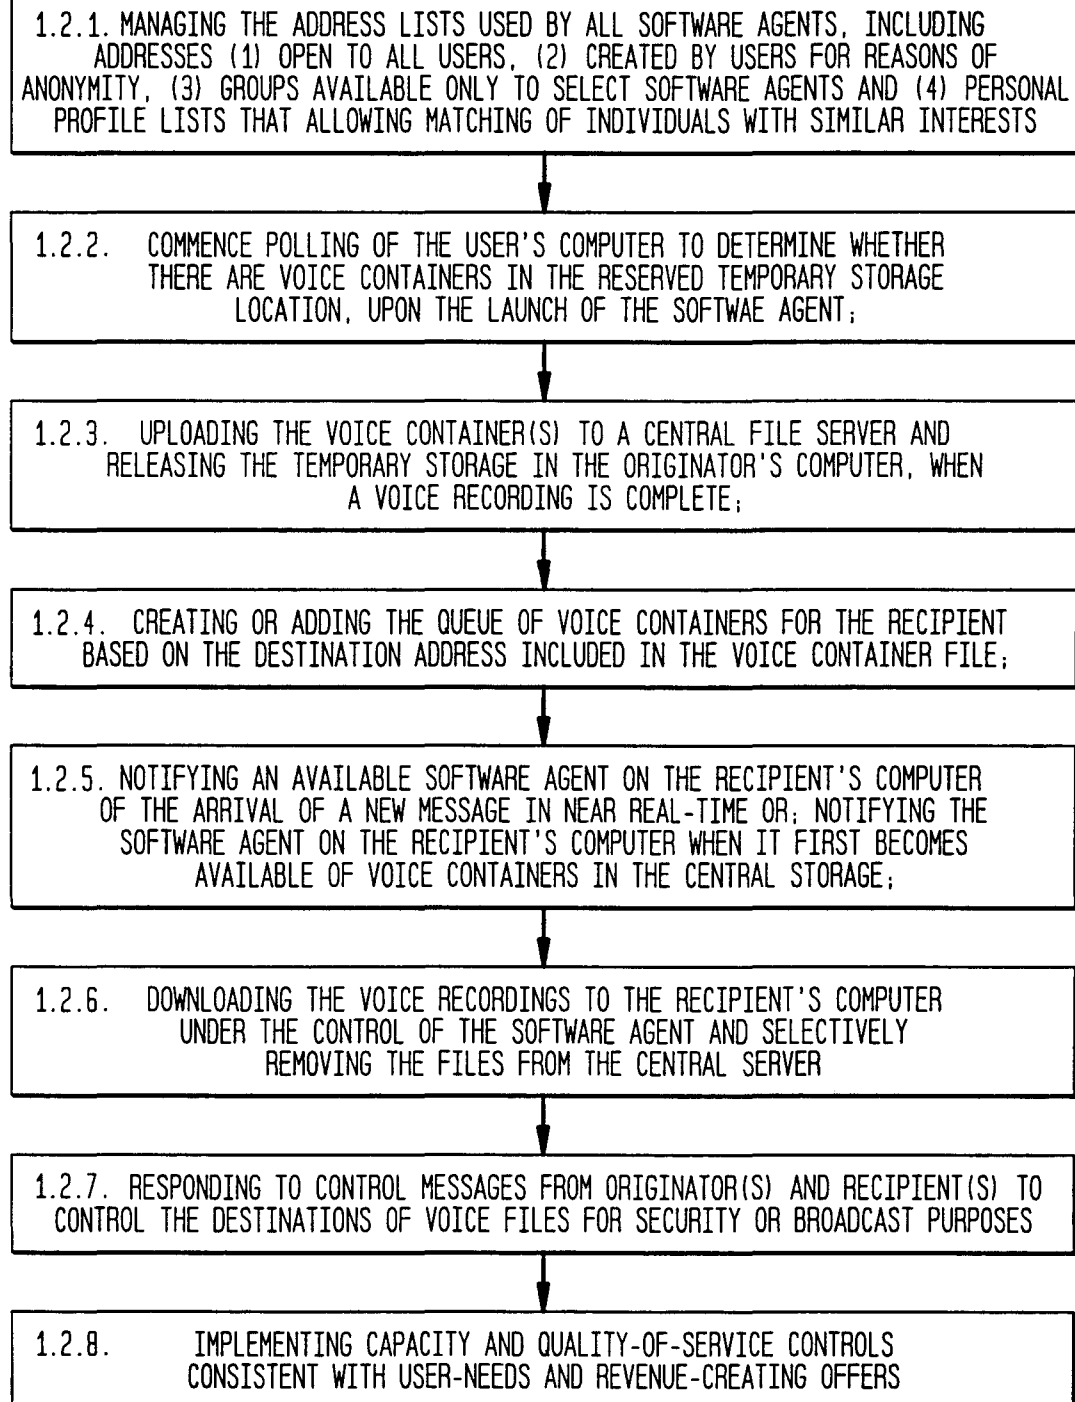 1.2.1. MANAGING THE ADDRESS LISTS USED BY ALL SOFTWARE AGENTS, INCLUDING
ADDRESSES (1) OPEN TO ALL USERS, (2) CREATED BY USERS FOR REASONS OF
ANONYMITY, (3) GROUPS AVAILABLE ONLY TO SELECT SOFTWARE AGENTS AND (4) PERSONAL
PROFILE LISTS THAT ALLOWING MATCHING OF INDIVIDUALS WITH SIMILAR INTERESTS
1.2.2. COMMENCE POLLING OF THE USER'S COMPUTER TO DETERMINE WHETHER
THERE ARE VOICE CONTAINERS IN THE RESERVED TEMPORARY STORAGE
LOCATION, UPON THE LAUNCH OF THE SOFTWAE AGENT;
1.2.3. UPLOADING THE VOICE CONTAINER(S) TO A CENTRAL FILE SERVER AND
RELEASING THE TEMPORARY STORAGE IN THE ORIGINATOR'S COMPUTER, WHEN
A VOICE RECORDING IS COMPLETE;
1.2.4. CREATING OR ADDING THE QUEUE OF VOICE CONTAINERS FOR THE RECIPIENT
BASED ON THE DESTINATION ADDRESS INCLUDED IN THE VOICE CONTAINER FILE;
1.2.5. NOTIFYING AN AVAILABLE SOFTWARE AGENT ON THE RECIPIENT'S COMPUTER
OF THE ARRIVAL OF A NEW MESSAGE IN NEAR REAL-TIME OR; NOTIFYING THE
SOFTWARE AGENT ON THE RECIPIENT'S COMPUTER WHEN IT FIRST BECOMES
AVAILABLE OF VOICE CONTAINERS IN THE CENTRAL STORAGE;
1.2.6. DOWNLOADING THE VOICE RECORDINGS TO THE RECIPIENT'S COMPUTER
UNDER THE CONTROL OF THE SOFTWARE AGENT AND SELECTIVELY
REMOVING THE FILES FROM THE CENTRAL SERVER
1.2.7. RESPONDING TO CONTROL MESSAGES FROM ORIGINATOR(S) AND RECIPIENT(S) TO
CONTROL THE DESTINATIONS OF VOICE FILES FOR SECURITY OR BROADCAST PURPOSES
1.2.8. IMPLEMENTING CAPACITY AND QUALITY-OF-SERVICE CONTROLS
CONSISTENT WITH USER-NEEDS AND REVENUE-CREATING OFFERS